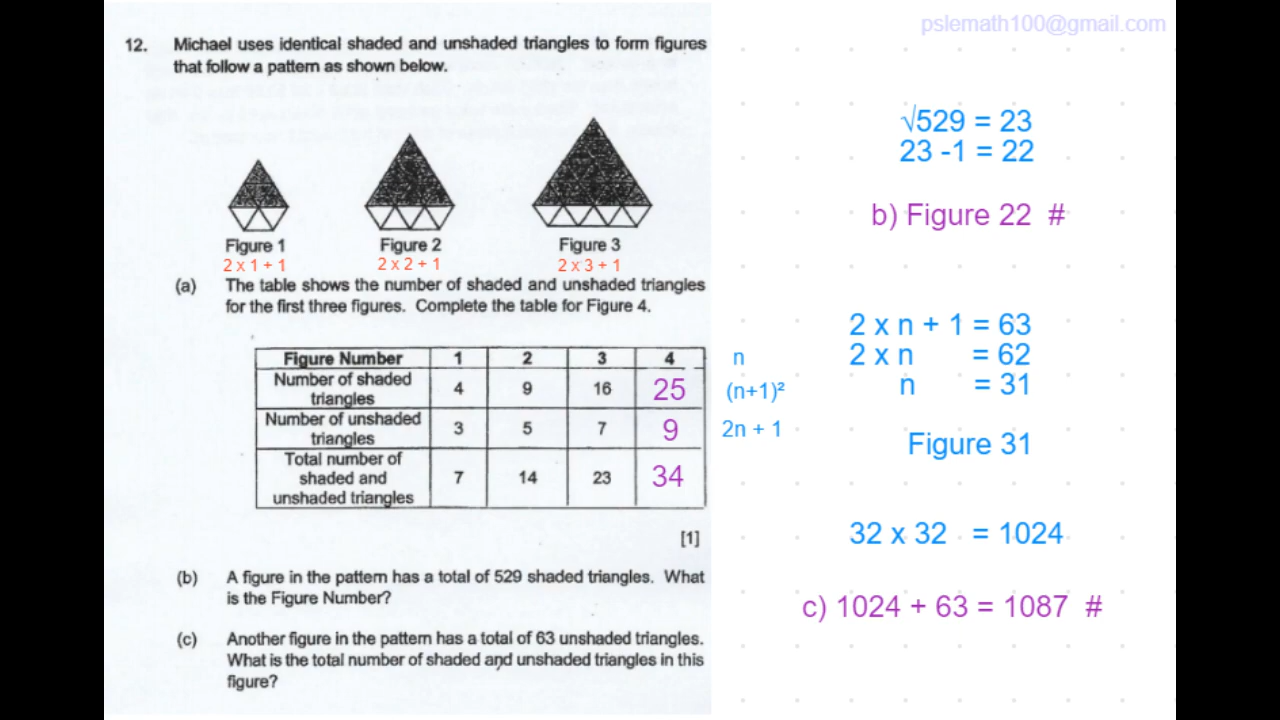 pslemath100@gmail.com
12. Michael uses identical shaded and unshaded triangles to form figures
that follow a pattern as shown below.
Figure 1 Figure 2 Figure 3
2 x 1 + 1 2 x 2 + 1 2 x 3 + 1
(a) The table shows the number of shaded and unshaded triangles
for the first three figures. Complete the table for Figure 4.
Figure Number 1 2 3 4 n
Number of shaded
triangles 4 9 16 25 (n+1)²
Number of unshaded
triangles 3 5 7 9 2n + 1
Total number of
shaded and
unshaded triangles 7 14 23 34
[1]
(b) A figure in the pattern has a total of 529 shaded triangles. What
is the Figure Number?
(c) Another figure in the pattern has a total of 63 unshaded triangles.
What is the total number of shaded and unshaded triangles in this
figure?
√529 = 23
23 -1 = 22
b) Figure 22 #
2 x n + 1 = 63
2 x n = 62
n = 31
Figure 31
32 x 32 = 1024
c) 1024 + 63 = 1087 #